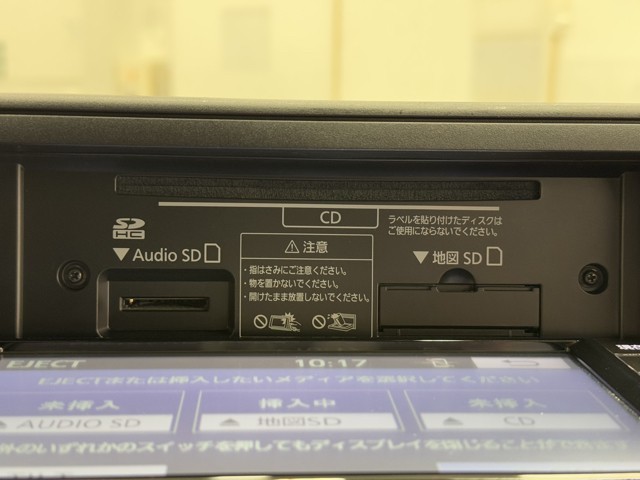 CD
ラベルを貼り付けたディスクは
ご使用にならないでください。
SD
HC
▼Audio SD
⚠注意
・指はさみにご注意ください。
・物を置かないでください。
・開けたまま放置しないでください。
▼地図 SD
EJECT
10:17
EJECTまたは挿入したいメディアを選択してください
未挿入
▲ AUDIO SD
挿入中
▲ 地図SD
未挿入
▲ CD
外のいずれかのスイッチを押してもディスプレイを閉じることができ